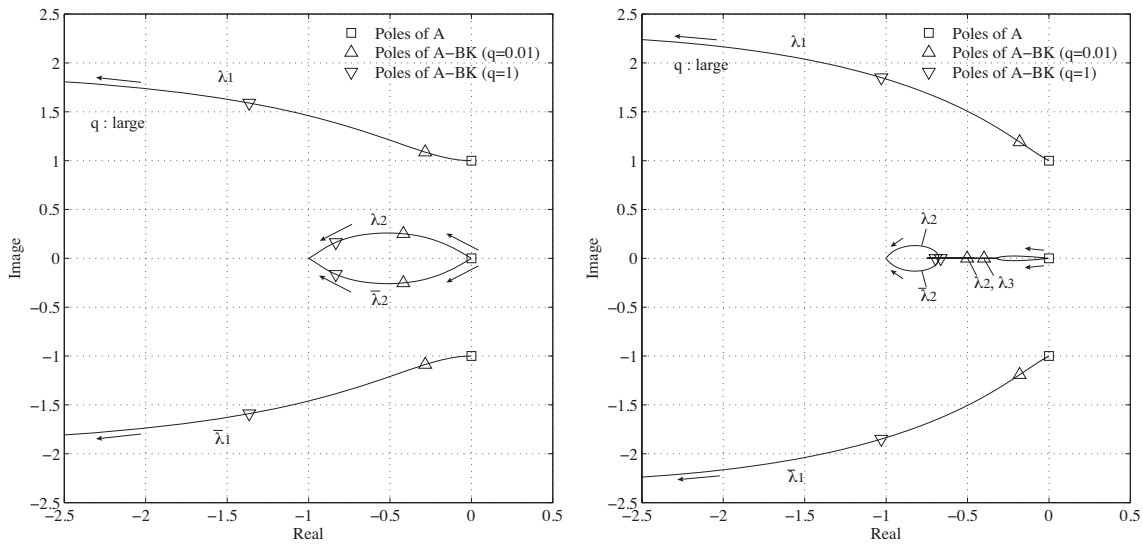 2.5
2
1.5
1
0.5
0
−0.5
−1
−1.5
−2
−2.5
−2.5
−2
−1.5
−1
−0.5
0
0.5
Real
Image
Poles of A
Poles of A−BK (q=0.01)
Poles of A−BK (q=1)
λ1
q : large
λ2
λ̄2
λ̄1
2.5
2
1.5
1
0.5
0
−0.5
−1
−1.5
−2
−2.5
−2.5
−2
−1.5
−1
−0.5
0
0.5
Real
Image
Poles of A
Poles of A−BK (q=0.01)
Poles of A−BK (q=1)
λ1
q : large
λ2
λ̄2
λ2, λ3
λ̄1